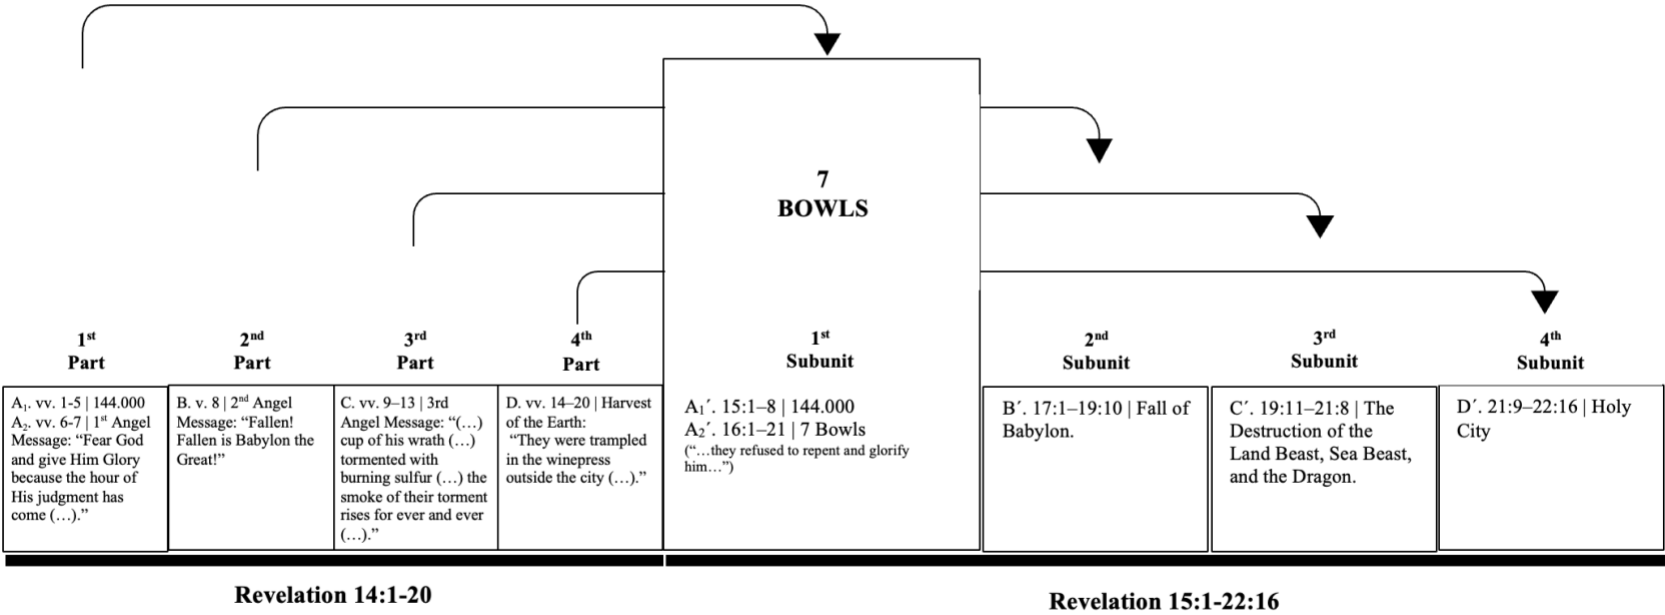 7
BOWLS
1st
Part
2nd
Part
3rd
Part
4th
Part
1st
Subunit
2nd
Subunit
3rd
Subunit
4th
Subunit
A₁. vv. 1-5 | 144.000
A₂. vv. 6-7 | 1st Angel
Message: “Fear God
and give Him Glory
because the hour of
His judgment has
come (…).”
B. v. 8 | 2nd Angel
Message: “Fallen!
Fallen is Babylon the
Great!”
C. vv. 9–13 | 3rd
Angel Message: “(…)
cup of his wrath (…)
tormented with
burning sulfur (…) the
smoke of their torment
rises for ever and ever
(…).”
D. vv. 14–20 | Harvest
of the Earth:
“They were trampled
in the winepress
outside the city (…).”
A₁´. 15:1–8 | 144.000
A₂´. 16:1–21 | 7 Bowls
(“…they refused to repent and glorify
him…”)
B´. 17:1–19:10 | Fall of
Babylon.
C´. 19:11–21:8 | The
Destruction of the
Land Beast, Sea Beast,
and the Dragon.
D´. 21:9–22:16 | Holy
City
Revelation 14:1-20
Revelation 15:1-22:16